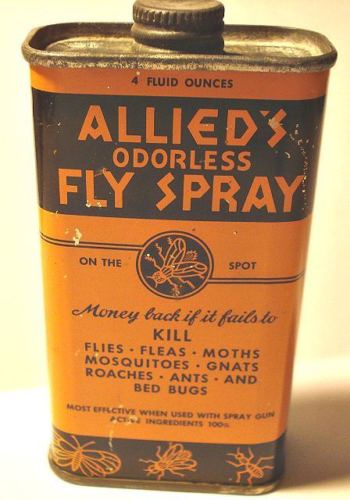 4 FLUID OUNCES
ALLIED'S
ODORLESS
FLY SPRAY
ON THE SPOT
Money back if it fails to
KILL
FLIES · FLEAS · MOTHS
MOSQUITOES · GNATS
ROACHES · ANTS · AND
BED BUGS
MOST EFFECTIVE WHEN USED WITH SPRAY GUN
ACTIVE INGREDIENTS 100%